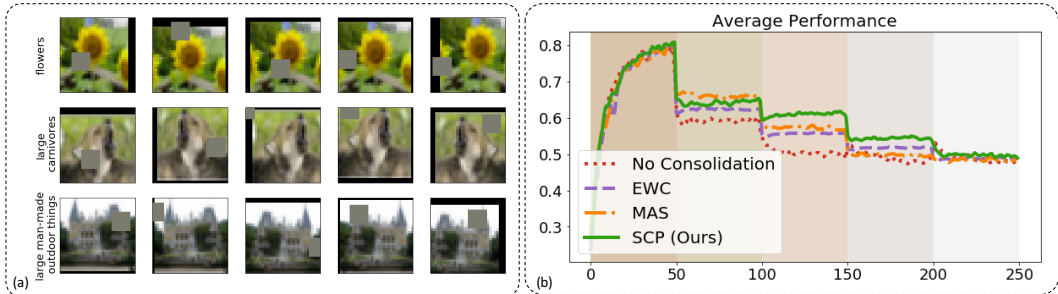 flowers
large
carnivores
large man-made
outdoor things
(a)
Average Performance
0.8
0.7
0.6
0.5
0.4
0.3
No Consolidation
EWC
MAS
SCP (Ours)
0
50
100
150
200
250
(b)